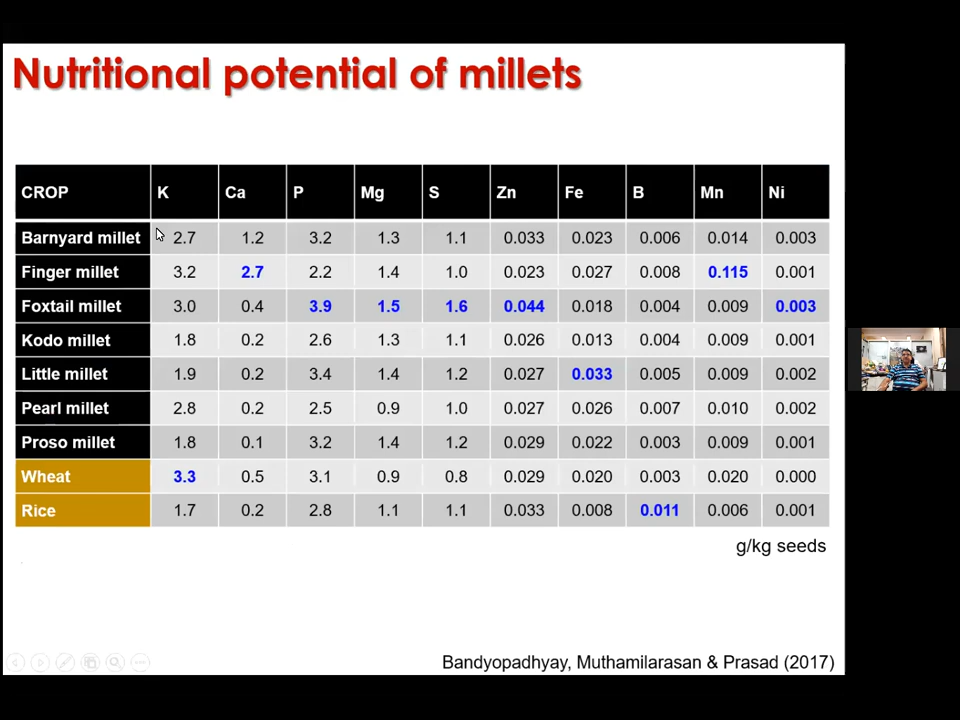 Nutritional potential of millets
CROP K Ca P Mg S Zn Fe B Mn Ni
Barnyard millet 2.7 1.2 3.2 1.3 1.1 0.033 0.023 0.006 0.014 0.003
Finger millet 3.2 2.7 2.2 1.4 1.0 0.023 0.027 0.008 0.115 0.001
Foxtail millet 3.0 0.4 3.9 1.5 1.6 0.044 0.018 0.004 0.009 0.003
Kodo millet 1.8 0.2 2.6 1.3 1.1 0.026 0.013 0.004 0.009 0.001
Little millet 1.9 0.2 3.4 1.4 1.2 0.027 0.033 0.005 0.009 0.002
Pearl millet 2.8 0.2 2.5 0.9 1.0 0.027 0.026 0.007 0.010 0.002
Proso millet 1.8 0.1 3.2 1.4 1.2 0.029 0.022 0.003 0.009 0.001
Wheat 3.3 0.5 3.1 0.9 0.8 0.029 0.020 0.003 0.020 0.000
Rice 1.7 0.2 2.8 1.1 1.1 0.033 0.008 0.011 0.006 0.001
g/kg seeds
Bandyopadhyay, Muthamilarasan & Prasad (2017)